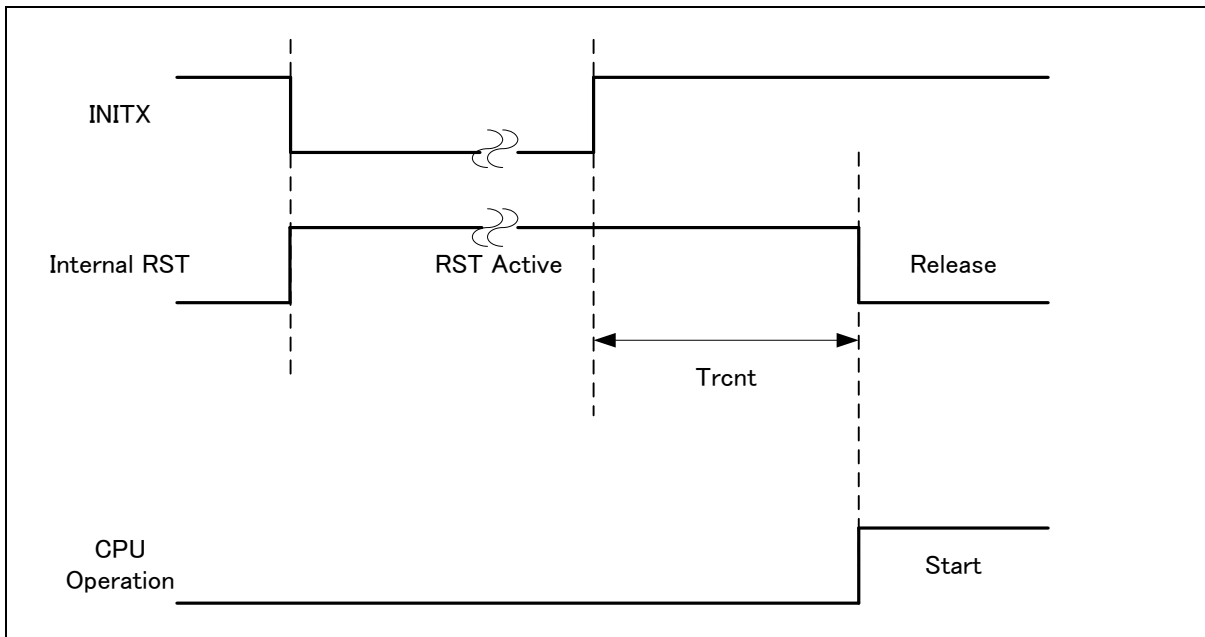 INITX
Internal RST
RST Active
Release
Trcnt
CPU
Operation
Start